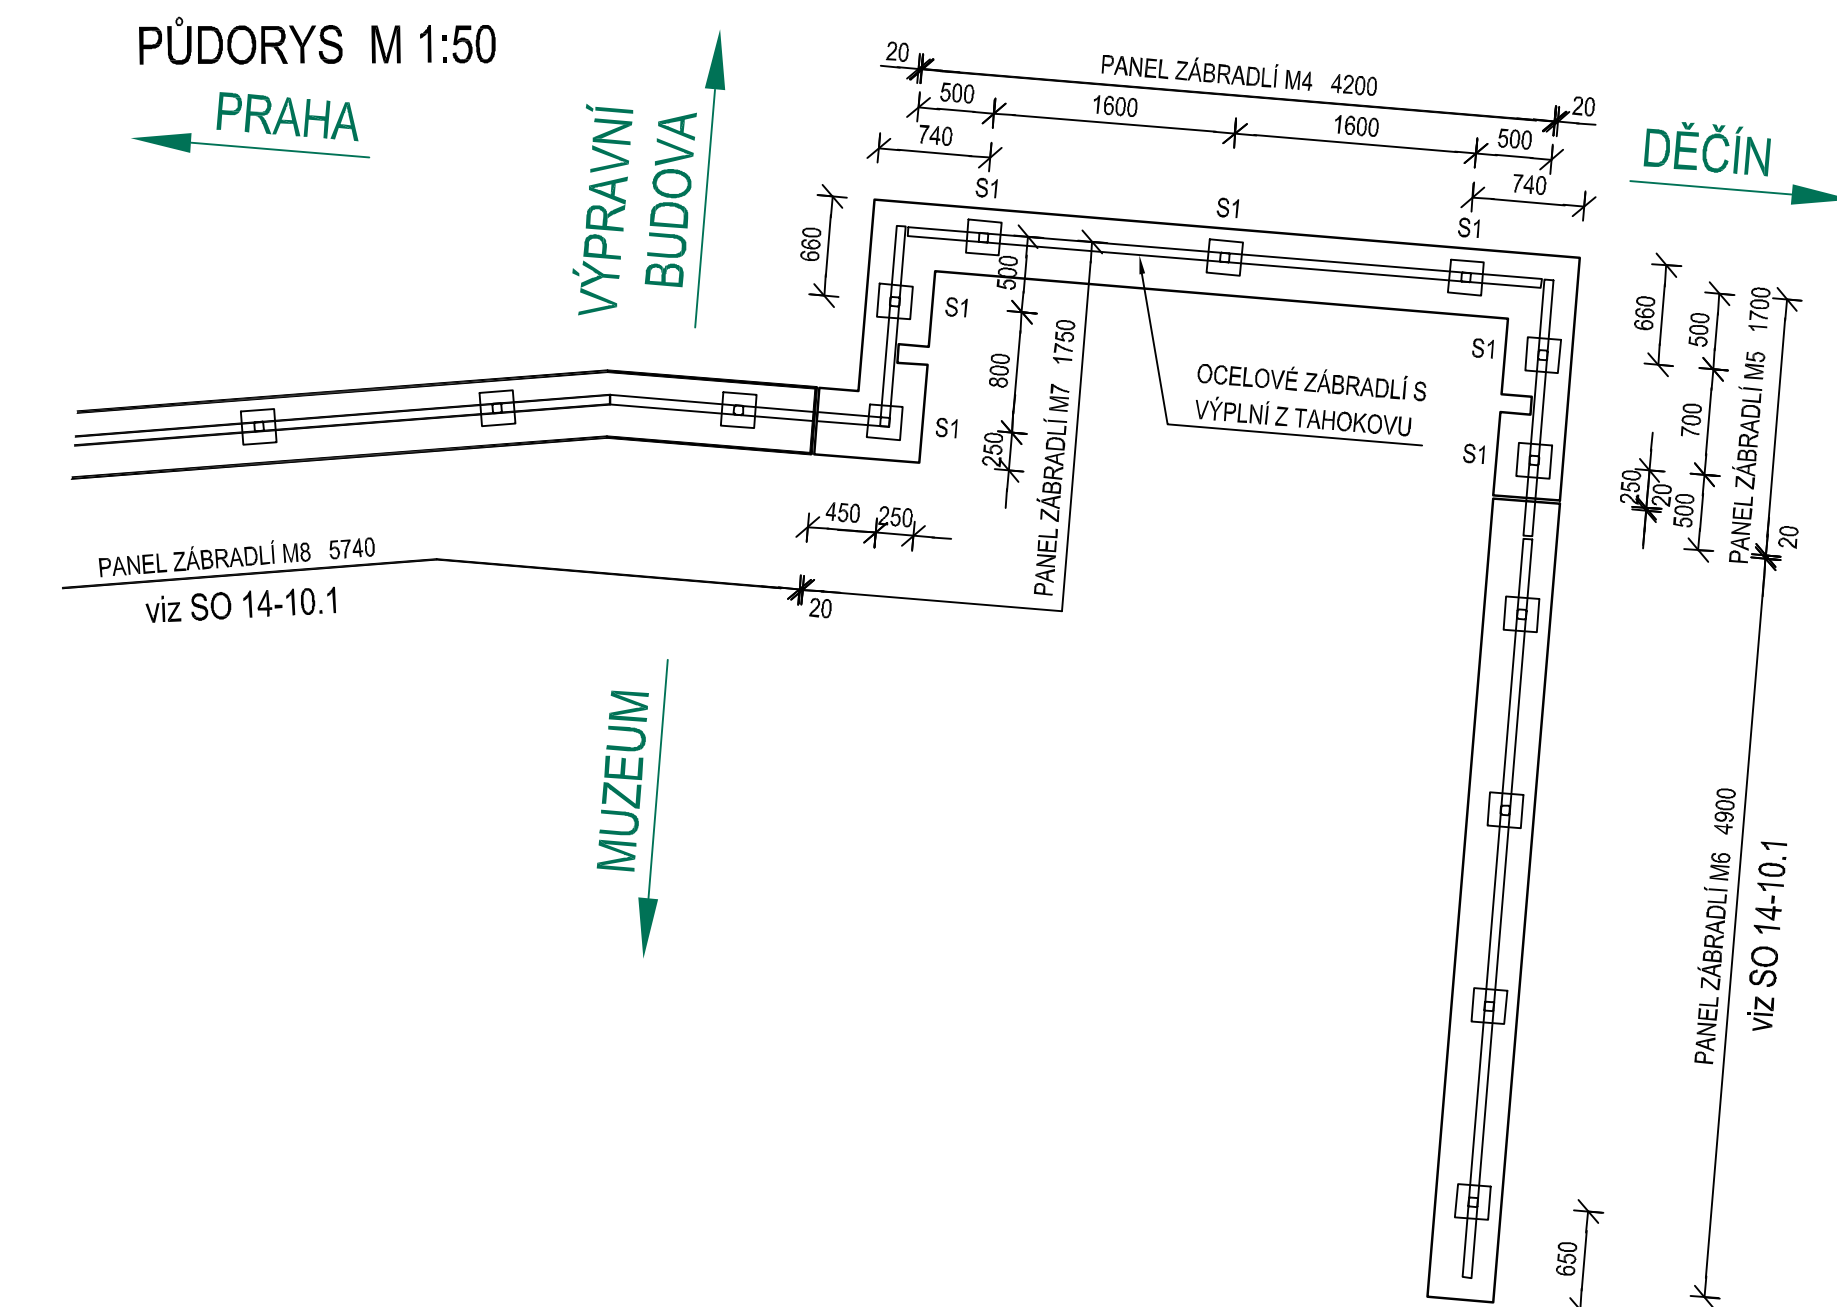 PŮDORYS M 1:50
PRAHA
VÝPRAVNÍ
BUDOVA
DĚČÍN
MUZEUM
20
PANEL ZÁBRADLÍ M4 4200
20
500
1600
1600
500
740
740
S1
S1
S1
660
500
800
250
PANEL ZÁBRADLÍ M7 1750
S1
S1
OCELOVÉ ZÁBRADLÍ S
VÝPLNÍ Z TAHOKOVU
S1
S1
660
500
700
500
250
20
PANEL ZÁBRADLÍ M5 1700
20
450
250
PANEL ZÁBRADLÍ M8 5740
viz SO 14-10.1
20
PANEL ZÁBRADLÍ M6 4900
viz SO 14-10.1
650